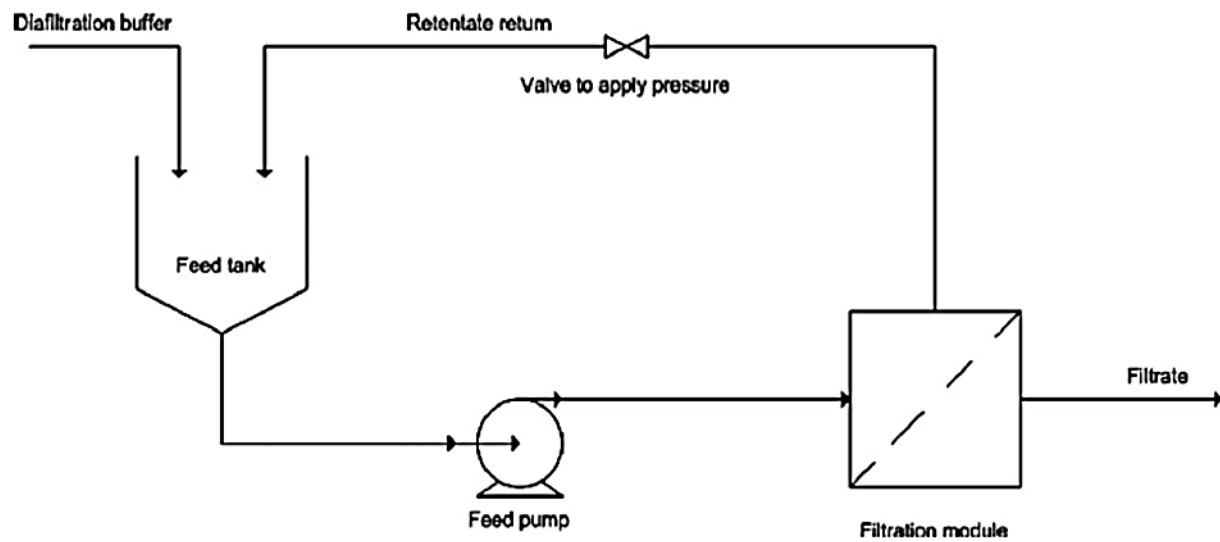 Diafiltration buffer
Retentate return
Valve to apply pressure
Feed tank
Filtrate
Feed pump
Filtration module